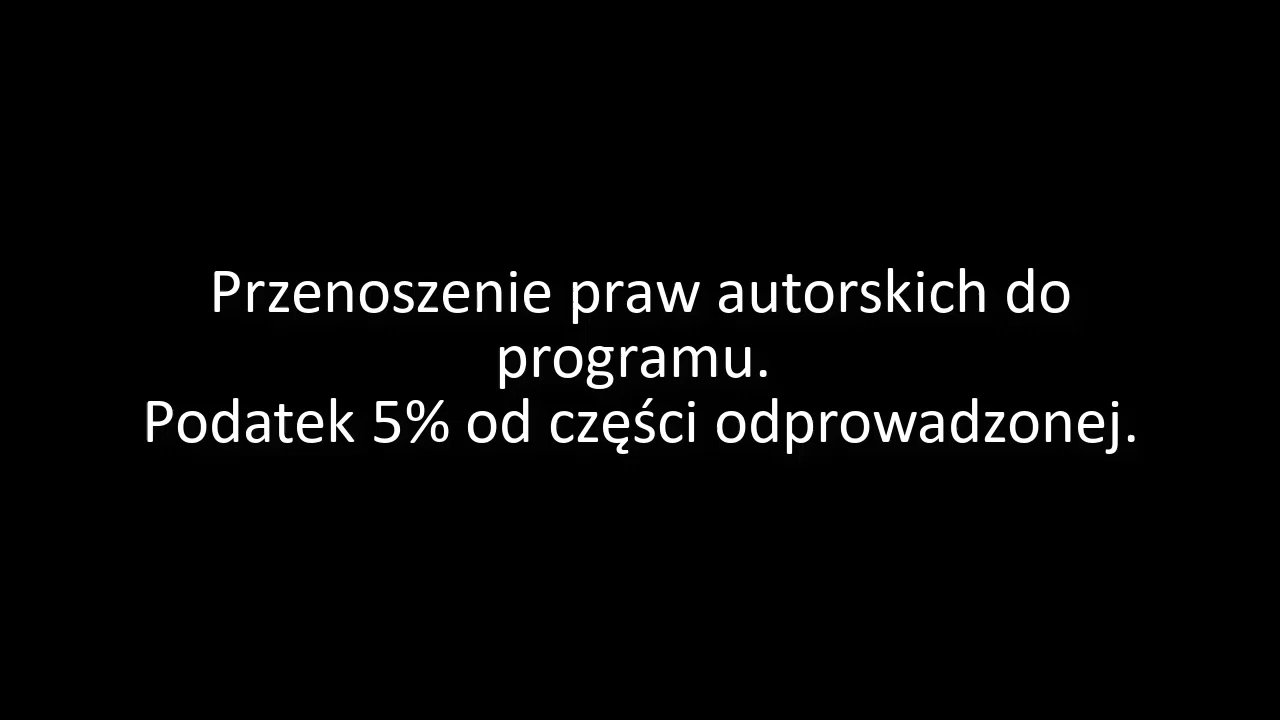 Przenoszenie praw autorskich do
programu.
Podatek 5% od części odprowadzonej.